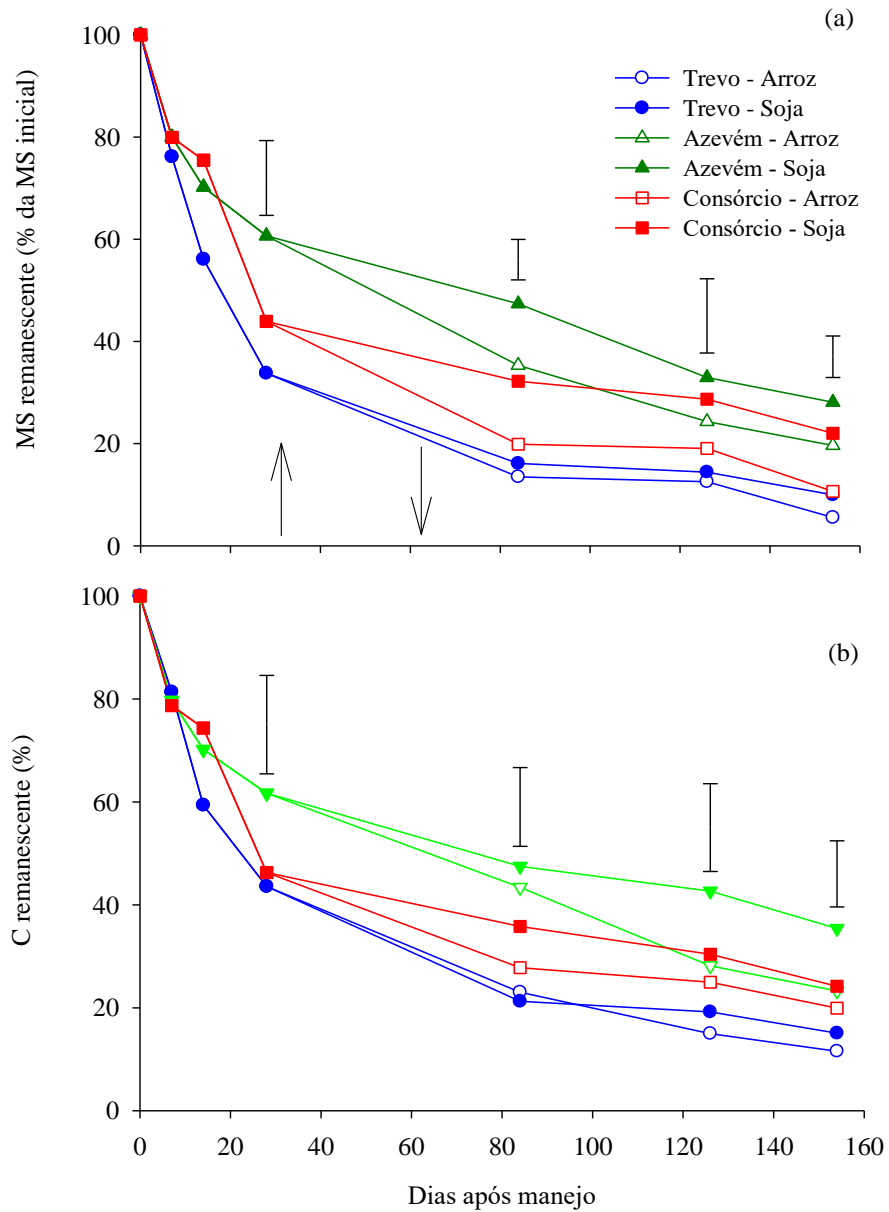 (a)
100
80
60
40
20
0
MS remanescente (% da MS inicial)
Trevo - Arroz
Trevo - Soja
Azevém - Arroz
Azevém - Soja
Consórcio - Arroz
Consórcio - Soja
(b)
100
80
60
40
20
0
C remanescente (%)
0 20 40 60 80 100 120 140 160
Dias após manejo